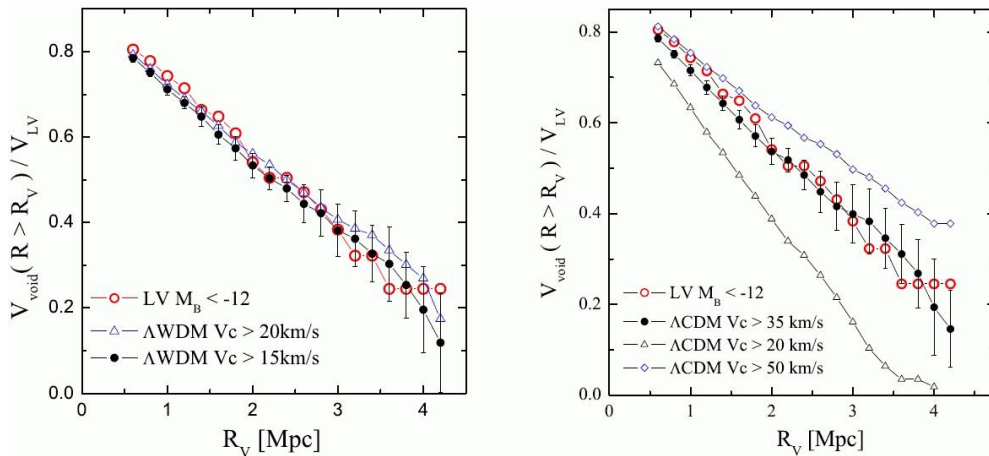 V_void( R > R_V ) / V_LV
0.8
0.6
0.4
0.2
0.0
LV M_B < -12
ΛWDM Vc > 20km/s
ΛWDM Vc > 15km/s
0 1 2 3 4
R_V [Mpc]
V_void( R > R_V ) / V_LV
0.8
0.6
0.4
0.2
0.0
LV M_B < -12
ΛCDM Vc > 35 km/s
ΛCDM Vc > 20 km/s
ΛCDM Vc > 50 km/s
0 1 2 3 4
R_V [Mpc]